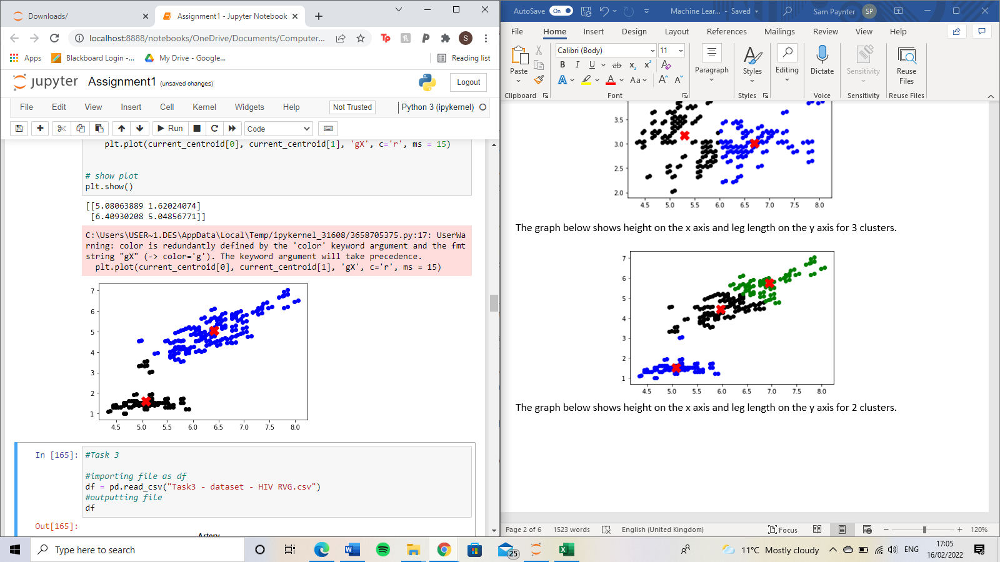 Downloads/
Assignment1 - Jupyter Notebook
localhost:8888/notebooks/OneDrive/Documents/Computer...
Apps
Blackboard Login -...
My Drive - Google...
Reading list
jupyter Assignment1 (unsaved changes)
Logout
File Edit View Insert Cell Kernel Widgets Help
Not Trusted
Python 3 (ipykernel)
Run
Code
plt.plot(current_centroid[0], current_centroid[1], 'gX', c='r', ms = 15)
# show plot
plt.show()
[[5.08063889 1.62024074]
[6.40930208 5.04856771]]
C:\Users\USER~1.DES\AppData\Local\Temp/ipykernel_31608/3658705375.py:17: UserWa
rning: color is redundantly defined by the 'color' keyword argument and the fmt
string "gX" (-> color='g'). The keyword argument will take precedence.
plt.plot(current_centroid[0], current_centroid[1], 'gX', c='r', ms = 15)
7
6
5
4
3
2
1
4.5 5.0 5.5 6.0 6.5 7.0 7.5 8.0
In [165]:
#Task 3
#importing file as df
df = pd.read_csv("Task3 - dataset - HIV RVG.csv")
#outputting file
df
Out[165]:
Artery
AutoSave On
Machine Lear... - Saved
Sam Paynter SP
File Home Insert Design Layout References Mailings Review View Help
Paste
Calibri (Body) 11
B I U ab x2 x2
A A Aa A A
Paragraph
Styles
Editing
Dictate
Sensitivity
Reuse
Files
Clipboard Font Styles Voice Sensitivity Reuse Files
3.5
3.0
2.5
2.0
4.5 5.0 5.5 6.0 6.5 7.0 7.5 8.0
The graph below shows height on the x axis and leg length on the y axis for 3 clusters.
7
6
5
4
3
2
1
4.5 5.0 5.5 6.0 6.5 7.0 7.5 8.0
The graph below shows height on the x axis and leg length on the y axis for 2 clusters.
Page 2 of 6 1523 words English (United Kingdom) Focus 120%
Type here to search
25
11°C Mostly cloudy
ENG
17:05
16/02/2022